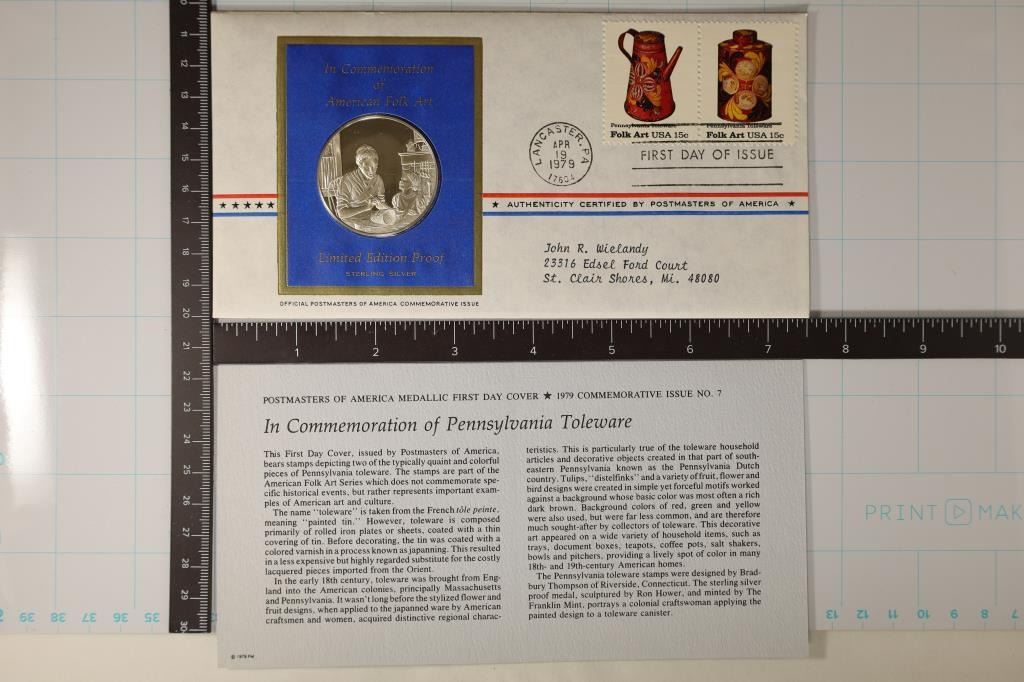 In Commemoration
of
American Folk Art
Limited Edition Proof
STERLING SILVER
OFFICIAL POSTMASTERS OF AMERICA COMMEMORATIVE ISSUE
Pennsylvania Toleware
Folk Art USA 15c
Pennsylvania Toleware
Folk Art USA 15c
LANCASTER, PA
APR
19
1979
17604
FIRST DAY OF ISSUE
★★★★★
★ AUTHENTICITY CERTIFIED BY POSTMASTERS OF AMERICA ★
John R. Wielandy
23316 Edsel Ford Court
St. Clair Shores, Mi. 48080
1 2 3 4 5 6 7 8 9 10
POSTMASTERS OF AMERICA MEDALLIC FIRST DAY COVER ★ 1979 COMMEMORATIVE ISSUE NO. 7
In Commemoration of Pennsylvania Toleware
This First Day Cover, issued by Postmasters of America,
bears stamps depicting two of the typically quaint and colorful
pieces of Pennsylvania toleware. The stamps are part of the
American Folk Art Series which does not commemorate spe-
cific historical events, but rather represents important exam-
ples of American art and culture.
The name "toleware" is taken from the French tôle peinte,
meaning "painted tin." However, toleware is composed
primarily of rolled iron plates or sheets, coated with a thin
covering of tin. Before decorating, the tin was coated with a
colored varnish in a process known as japanning. This resulted
in a less expensive but highly regarded substitute for the costly
lacquered pieces imported from the Orient.
In the early 18th century, toleware was brought from Eng-
land into the American colonies, principally Massachusetts
and Pennsylvania. It wasn't long before the stylized flower and
fruit designs, when applied to the japanned ware by American
craftsmen and women, acquired distinctive regional charac-
teristics. This is particularly true of the toleware household
articles and decorative objects created in that part of south-
eastern Pennsylvania known as the Pennsylvania Dutch
country. Tulips, "distelfinks" and a variety of fruit, flower and
bird designs were created in simple yet forceful motifs worked
against a background whose basic color was most often a rich
dark brown. Background colors of red, green and yellow
were also used, but were far less common, and are therefore
much sought-after by collectors of toleware. This decorative
art appeared on a wide variety of household items, such as
trays, document boxes, teapots, coffee pots, salt shakers,
bowls and pitchers, providing a lively spot of color in many
18th- and 19th-century American homes.
The Pennsylvania toleware stamps were designed by Brad-
bury Thompson of Riverside, Connecticut. The sterling silver
proof medal, sculptured by Ron Hower, and minted by The
Franklin Mint, portrays a colonial craftswoman applying the
painted design to a toleware canister.
© 1979 FM
PRINT MAK